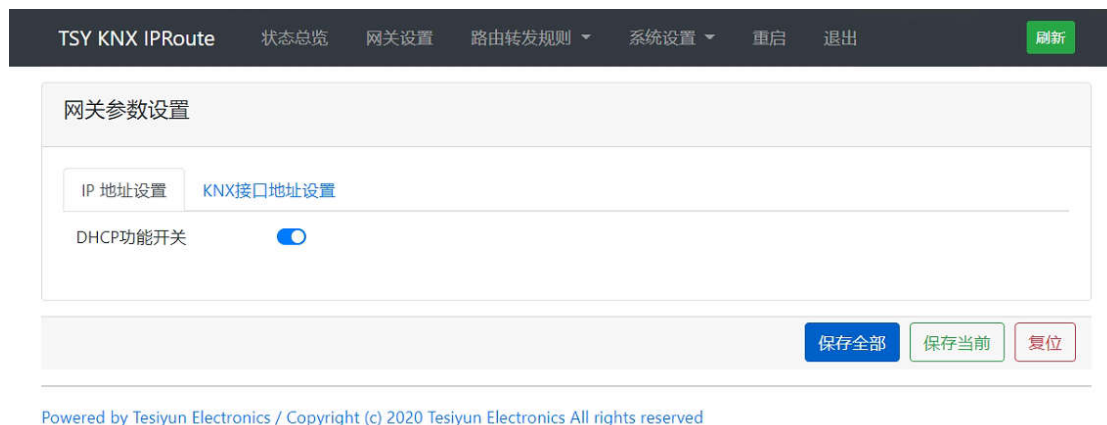 TSY KNX IPRoute 状态总览 网关设置 路由转发规则 系统设置 重启 退出 刷新
网关参数设置
IP 地址设置 KNX接口地址设置
DHCP功能开关
保存全部 保存当前 复位
Powered by Tesiyun Electronics / Copyright (c) 2020 Tesiyun Electronics All rights reserved